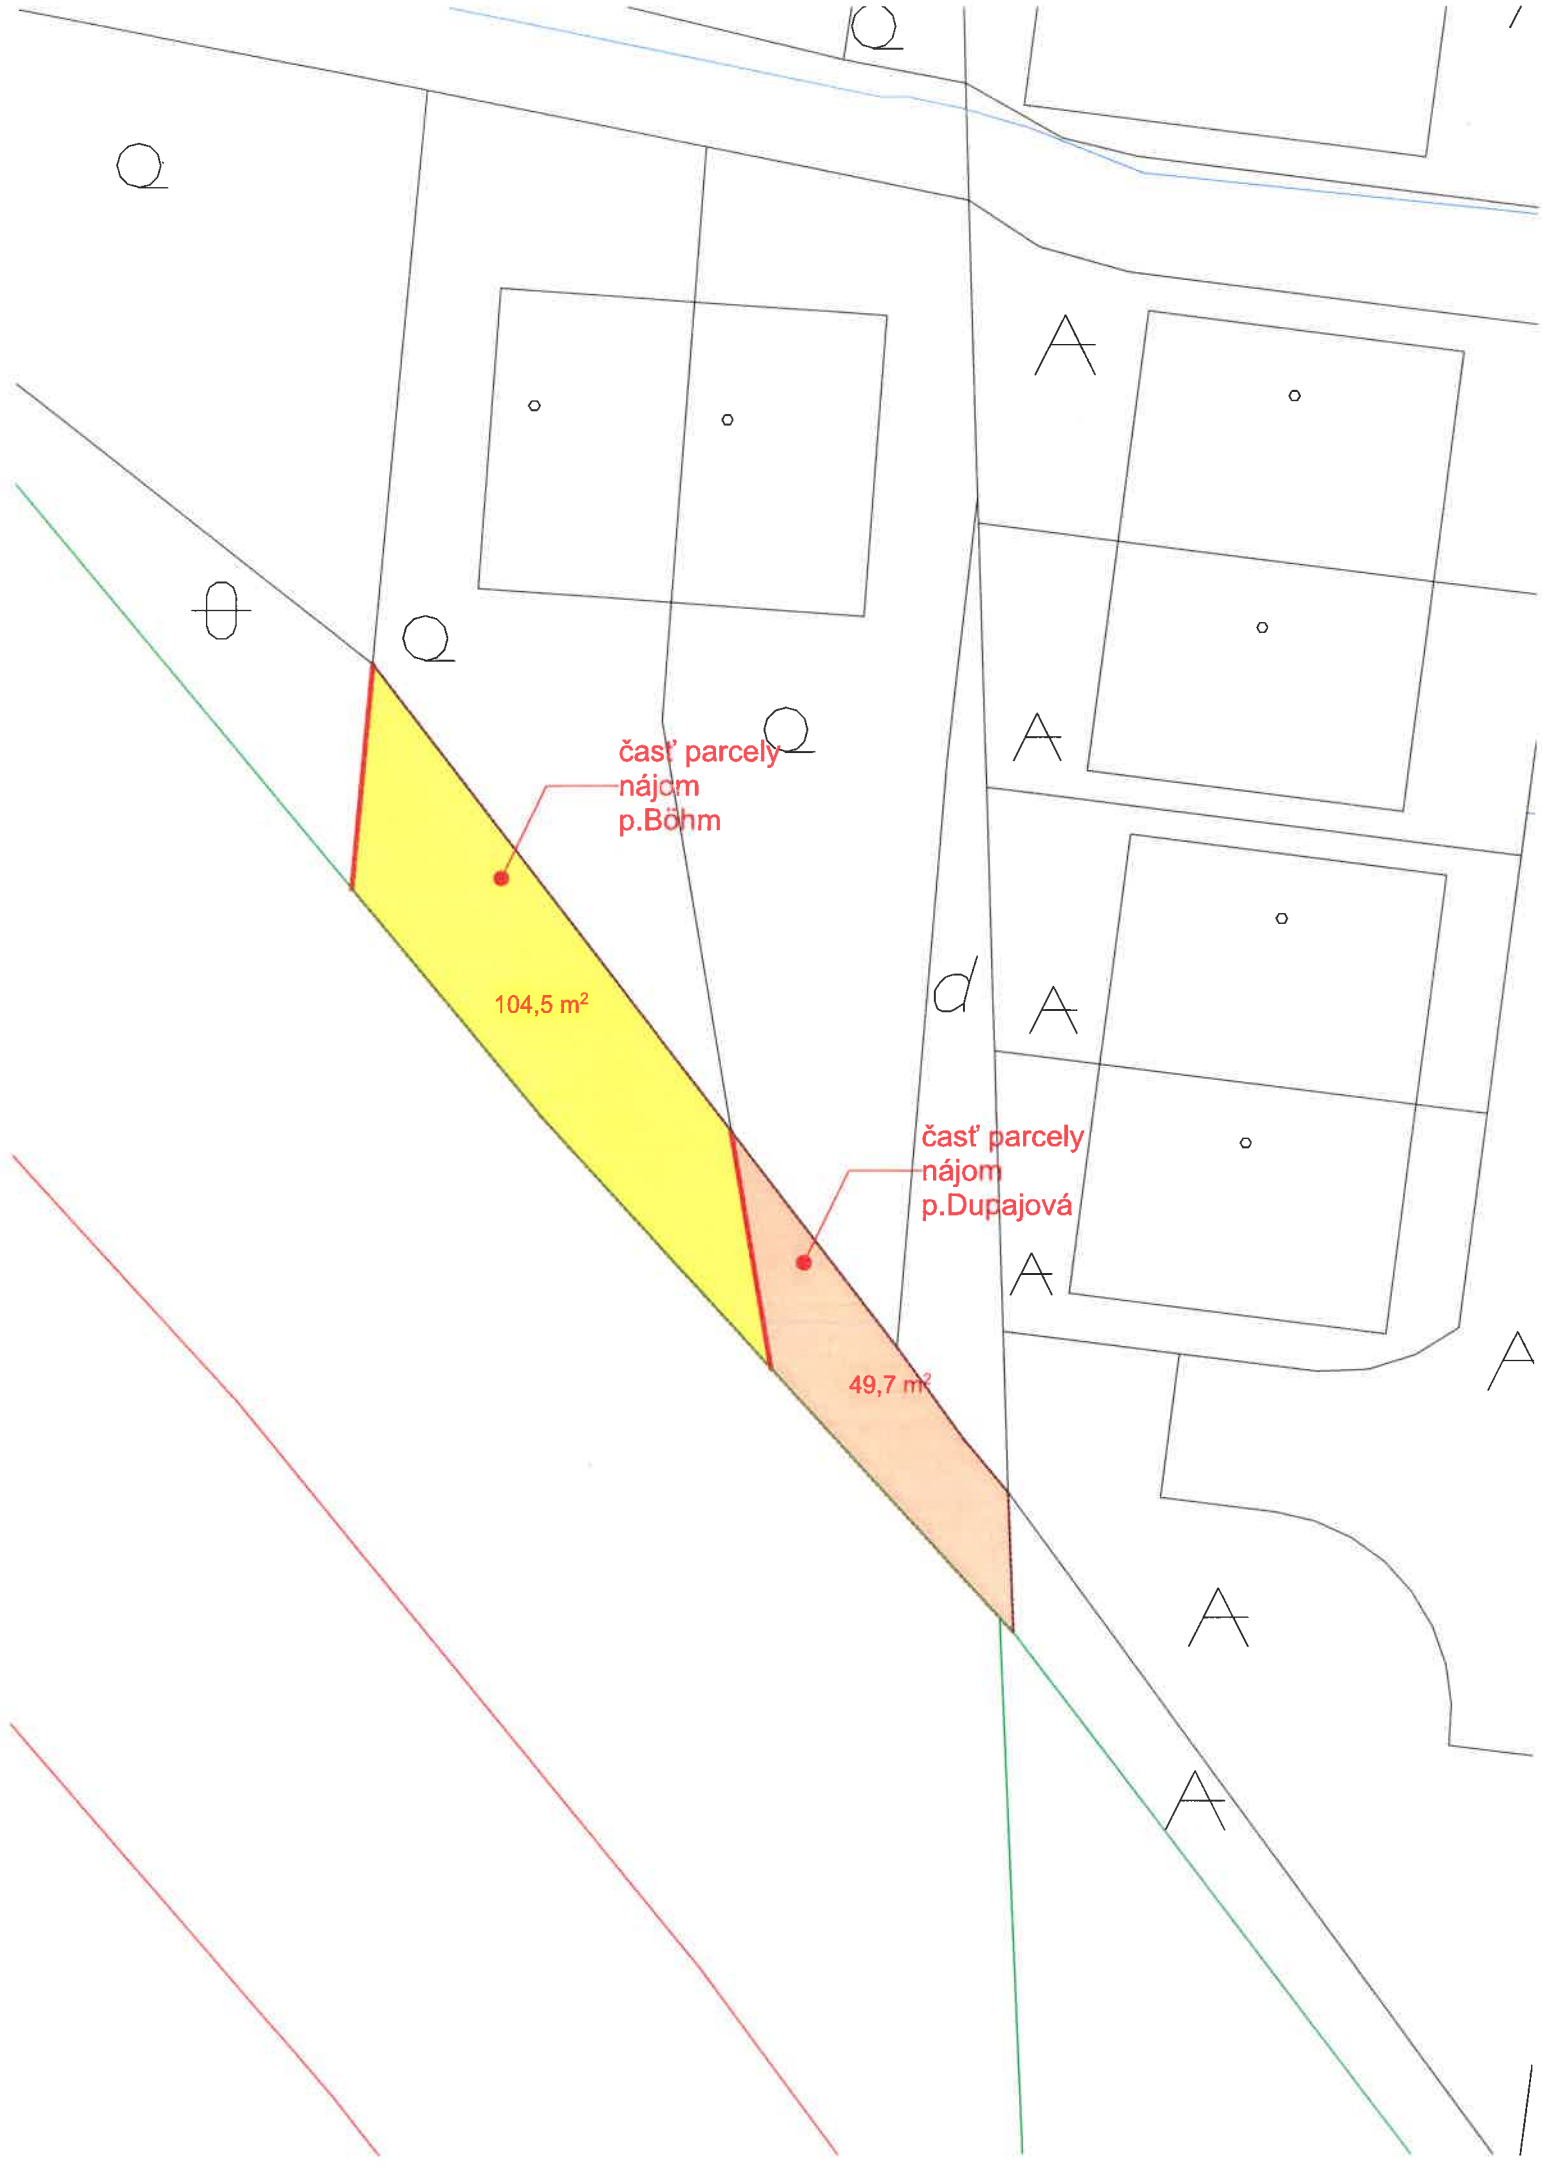 časť parcely
nájom
p.Böhm
104,5 m²
časť parcely
nájom
p.Dupajová
49,7 m²